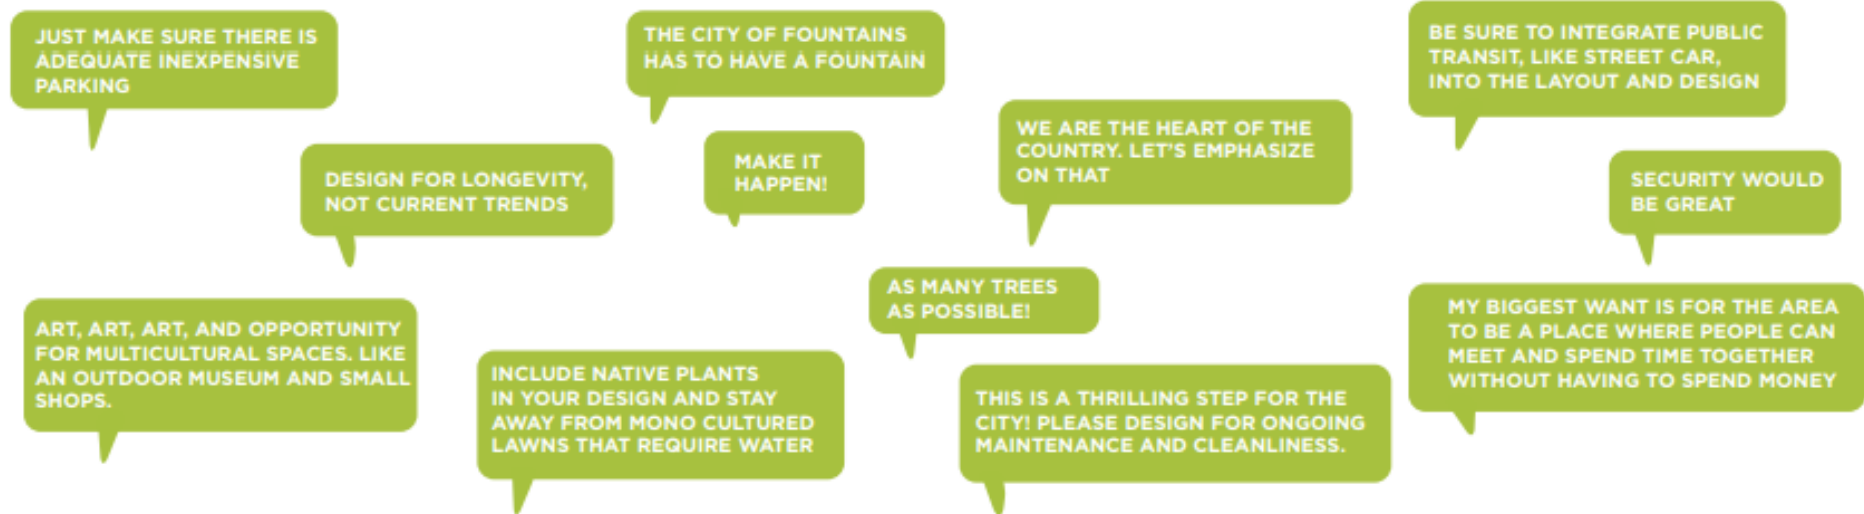 JUST MAKE SURE THERE IS
ADEQUATE INEXPENSIVE
PARKING
THE CITY OF FOUNTAINS
HAS TO HAVE A FOUNTAIN
BE SURE TO INTEGRATE PUBLIC
TRANSIT, LIKE STREET CAR,
INTO THE LAYOUT AND DESIGN
DESIGN FOR LONGEVITY,
NOT CURRENT TRENDS
MAKE IT
HAPPEN!
WE ARE THE HEART OF THE
COUNTRY. LET'S EMPHASIZE
ON THAT
SECURITY WOULD
BE GREAT
ART, ART, ART, AND OPPORTUNITY
FOR MULTICULTURAL SPACES. LIKE
AN OUTDOOR MUSEUM AND SMALL
SHOPS.
INCLUDE NATIVE PLANTS
IN YOUR DESIGN AND STAY
AWAY FROM MONO CULTURED
LAWNS THAT REQUIRE WATER
AS MANY TREES
AS POSSIBLE!
THIS IS A THRILLING STEP FOR THE
CITY! PLEASE DESIGN FOR ONGOING
MAINTENANCE AND CLEANLINESS.
MY BIGGEST WANT IS FOR THE AREA
TO BE A PLACE WHERE PEOPLE CAN
MEET AND SPEND TIME TOGETHER
WITHOUT HAVING TO SPEND MONEY